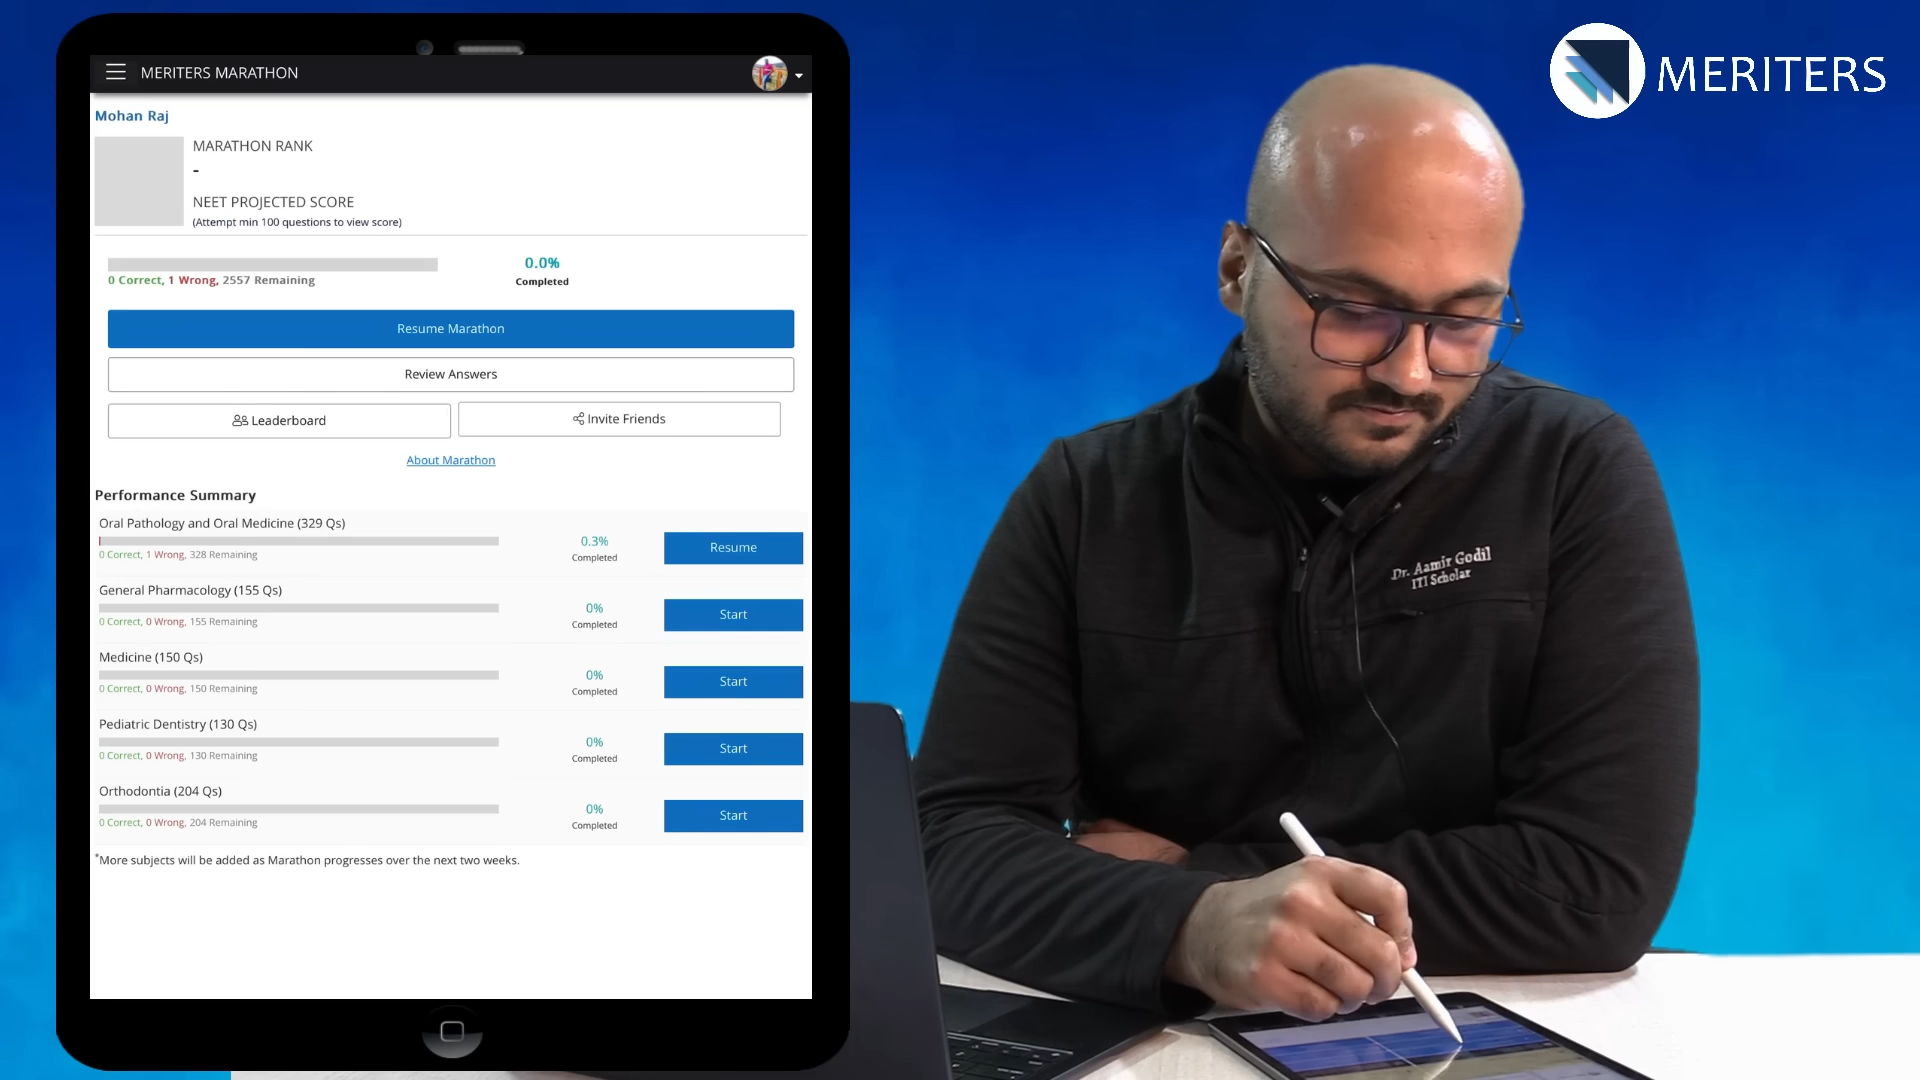 MERITERS MARATHON
Mohan Raj
MARATHON RANK
-
NEET PROJECTED SCORE
(Attempt min 100 questions to view score)
0.0%
Completed
0 Correct, 1 Wrong, 2557 Remaining
Resume Marathon
Review Answers
Leaderboard
Invite Friends
About Marathon
Performance Summary
Oral Pathology and Oral Medicine (329 Qs)
0 Correct, 1 Wrong, 328 Remaining
0.3%
Completed
Resume
General Pharmacology (155 Qs)
0 Correct, 0 Wrong, 155 Remaining
0%
Completed
Start
Medicine (150 Qs)
0 Correct, 0 Wrong, 150 Remaining
0%
Completed
Start
Pediatric Dentistry (130 Qs)
0 Correct, 0 Wrong, 130 Remaining
0%
Completed
Start
Orthodontia (204 Qs)
0 Correct, 0 Wrong, 204 Remaining
0%
Completed
Start
*More subjects will be added as Marathon progresses over the next two weeks.
MERITERS
Dr. Aamir Godil
ITI Scholar